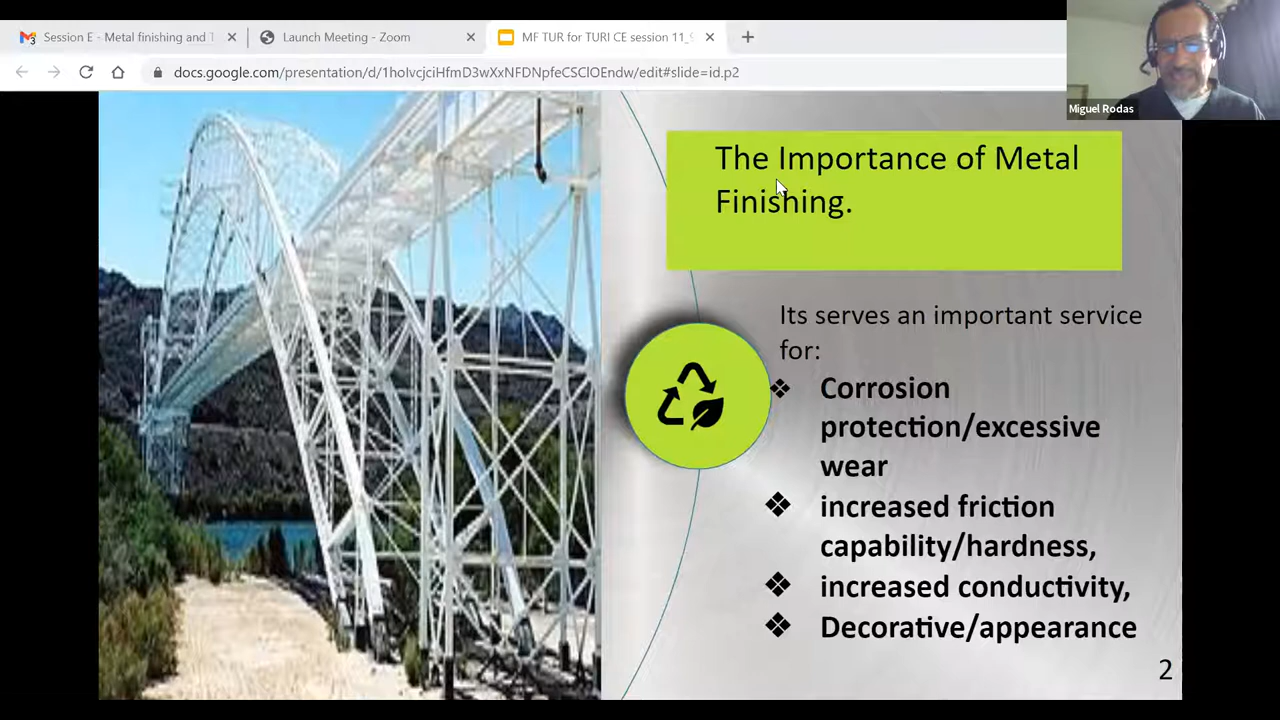 Session E - Metal finishing and T
Launch Meeting - Zoom
MF TUR for TURI CE session 11_9
docs.google.com/presentation/d/1hoIvcjciHfmD3wXxNFDNpfeCSClOEndw/edit#slide=id.p2
Miguel Rodas
The Importance of Metal
Finishing.
Its serves an important service
for:
Corrosion
protection/excessive
wear
increased friction
capability/hardness,
increased conductivity,
Decorative/appearance
2